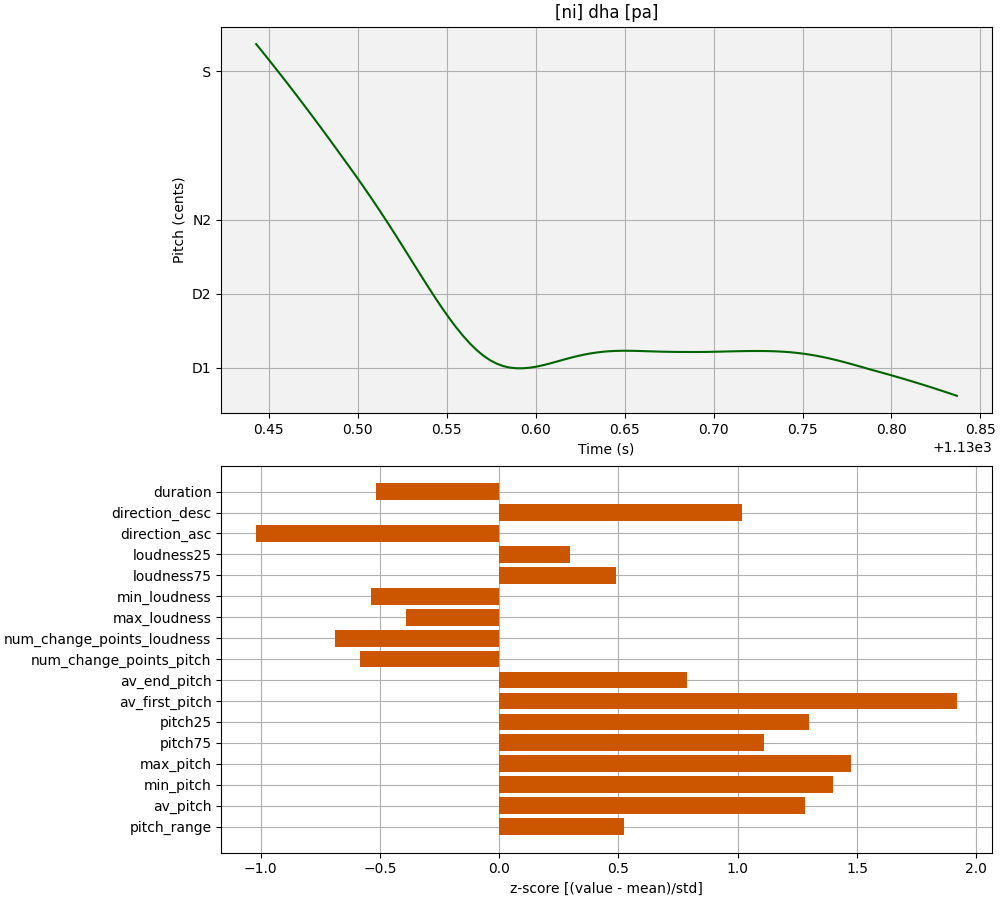 [ni] dha [pa]
S
N2
D2
D1
Pitch (cents)
0.45 0.50 0.55 0.60 0.65 0.70 0.75 0.80 0.85
Time (s)
+1.13e3
duration
direction_desc
direction_asc
loudness25
loudness75
min_loudness
max_loudness
num_change_points_loudness
num_change_points_pitch
av_end_pitch
av_first_pitch
pitch25
pitch75
max_pitch
min_pitch
av_pitch
pitch_range
−1.0 −0.5 0.0 0.5 1.0 1.5 2.0
z-score [(value - mean)/std]